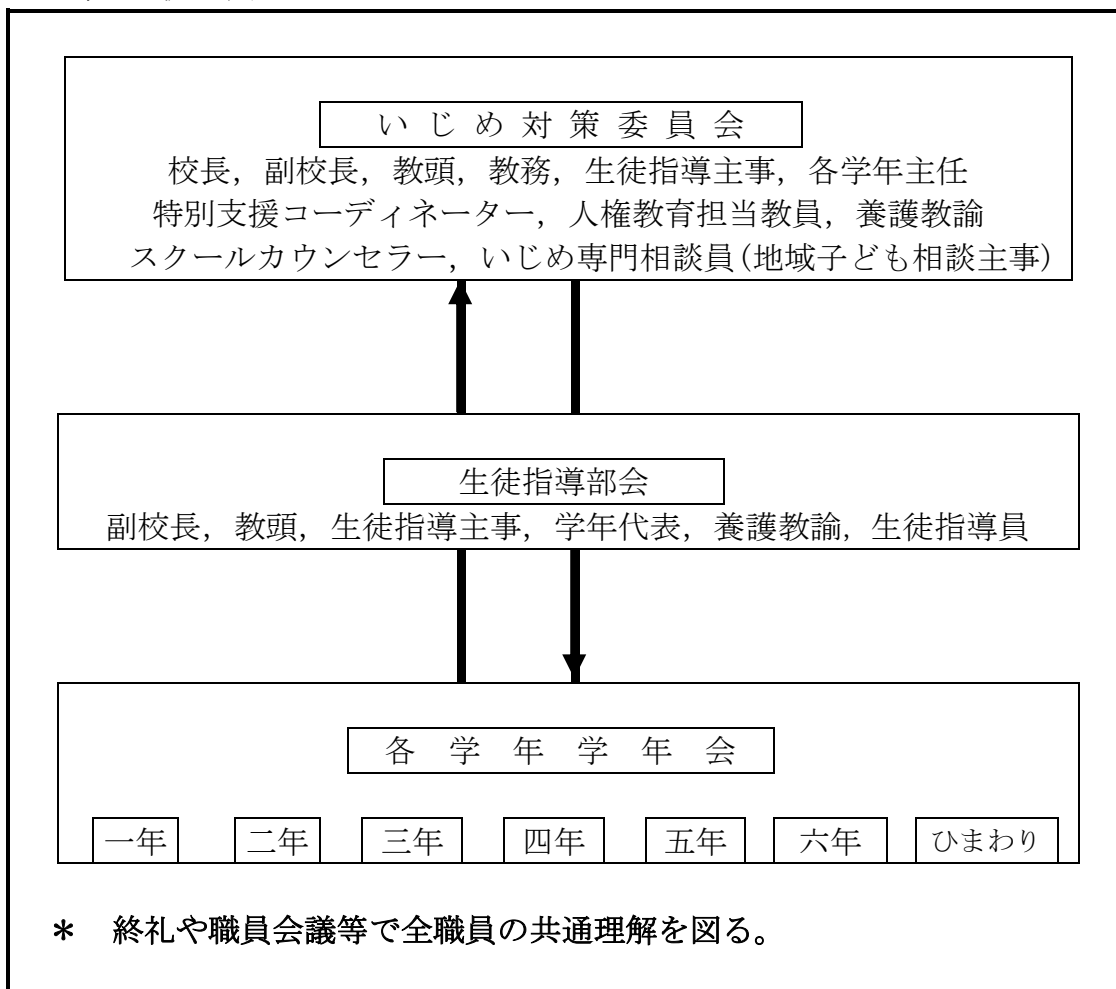 いじめ対策委員会
校長，副校長，教頭，教務，生徒指導主事，各学年主任
特別支援コーディネーター，人権教育担当教員，養護教諭
スクールカウンセラー，いじめ専門相談員(地域子ども相談主事)
生徒指導部会
副校長，教頭，生徒指導主事，学年代表，養護教諭，生徒指導員
各学年学年会
一年 二年 三年 四年 五年 六年 ひまわり
＊　終礼や職員会議等で全職員の共通理解を図る。